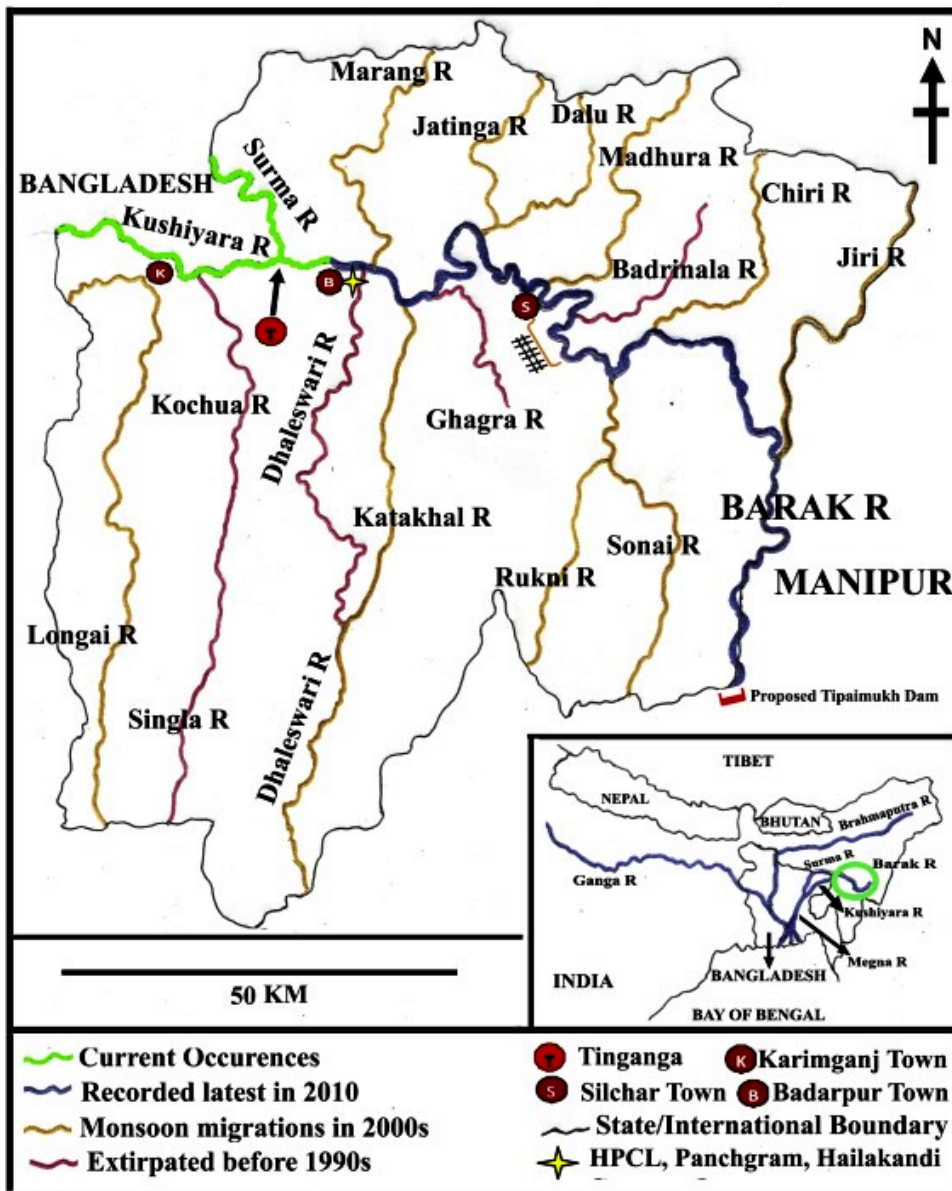 N
Marang R
Jatinga R
Dalu R
Madhura R
Surma R
BANGLADESH
Kushiyara R
Chiri R
Jiri R
Badrinala R
K
B
S
T
Kochua R
Dhaleswari R
Ghagra R
Katakhal R
BARAK R
Sonai R
Rukni R
MANIPUR
Longai R
Singla R
Dhaleswari R
Proposed Tipaimukh Dam
TIBET
NEPAL
BHUTAN
Brahmaputra R
Surma R
Barak R
Ganga R
Kushiyara R
Megna R
INDIA
BANGLADESH
BAY OF BENGAL
50 KM
Current Occurences
Recorded latest in 2010
Monsoon migrations in 2000s
Extirpated before 1990s
T Tinganga
K Karimganj Town
S Silchar Town
B Badarpur Town
State/International Boundary
HPCL, Panchgram, Hailakandi